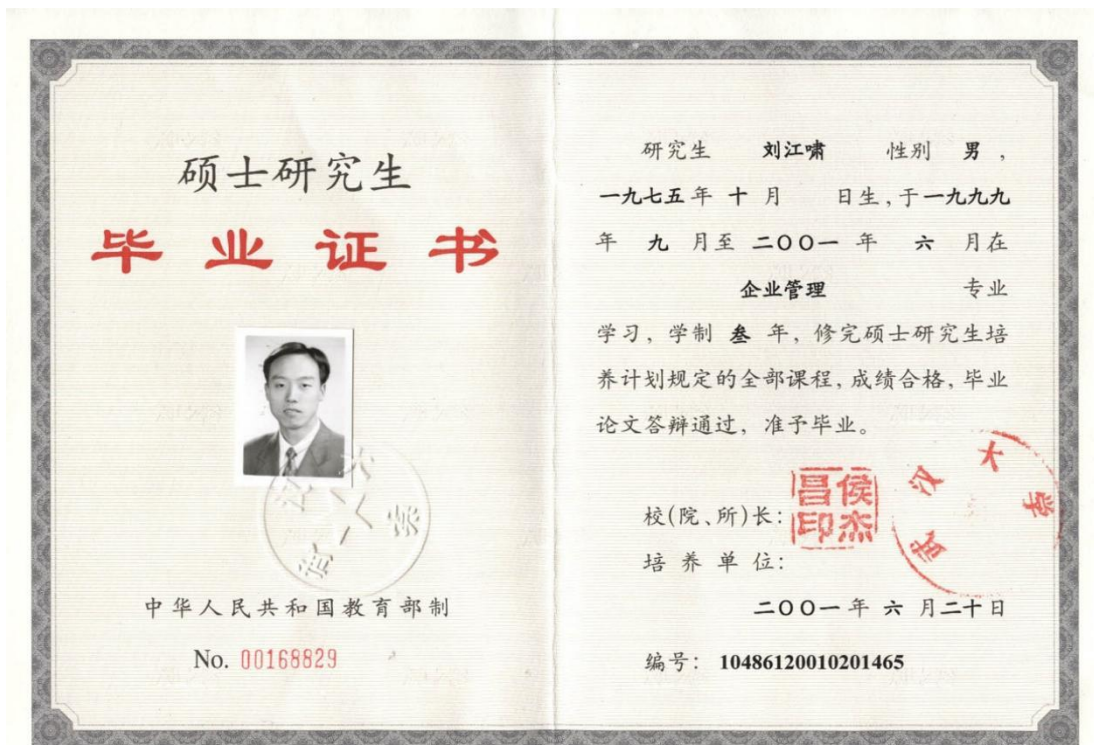 硕士研究生
毕业证书
中华人民共和国教育部制
No. 00168829
研究生 刘江啸 性别 男 ，
一九七五年 十 月 日生，于一九九九
年 九 月至 二〇〇一 年 六 月在
企业管理 专业
学习，学制 叁 年，修完硕士研究生培
养计划规定的全部课程，成绩合格，毕业
论文答辩通过，准予毕业。
校(院、所)长：
侯杰昌印
培养单位：
武汉大学
二〇〇一年 六 月二十日
编号：10486120010201465